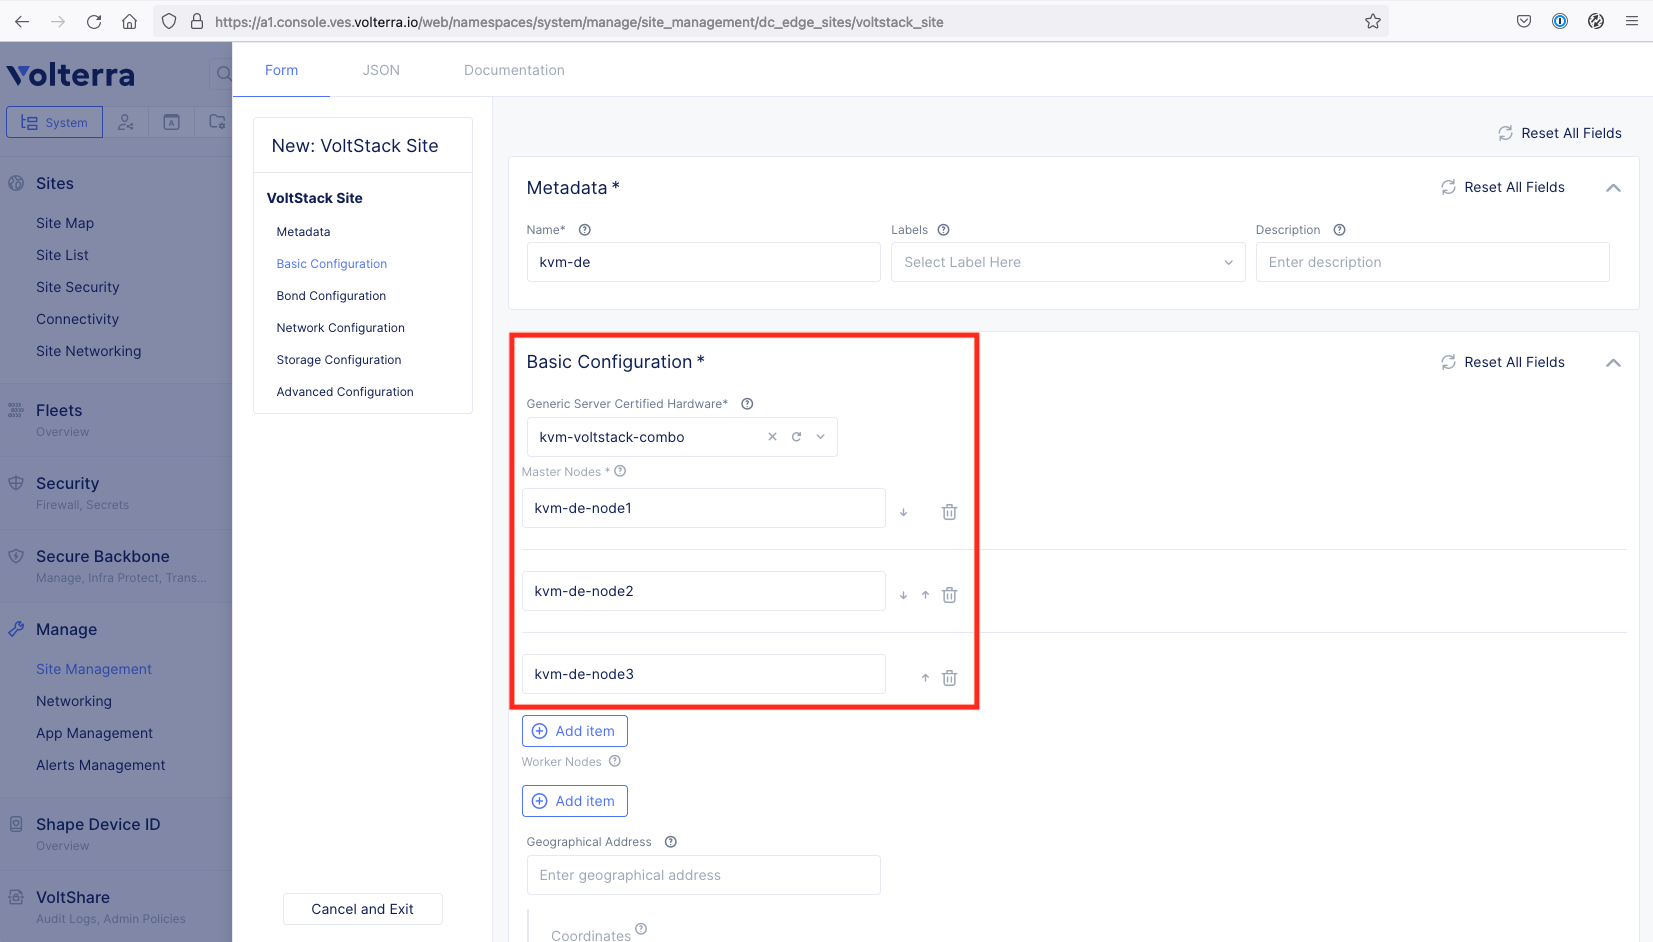 https://a1.console.ves.volterra.io/web/namespaces/system/manage/site_management/dc_edge_sites/voltstack_site
Volterra
System
Sites
Site Map
Site List
Site Security
Connectivity
Site Networking
Fleets
Overview
Security
Firewall, Secrets
Secure Backbone
Manage, Infra Protect, Trans...
Manage
Site Management
Networking
App Management
Alerts Management
Shape Device ID
Overview
VoltShare
Audit Logs, Admin Policies
Form JSON Documentation
New: VoltStack Site
VoltStack Site
Metadata
Basic Configuration
Bond Configuration
Network Configuration
Storage Configuration
Advanced Configuration
Cancel and Exit
Reset All Fields
Metadata *
Reset All Fields
Name* Labels Description
kvm-de Select Label Here Enter description
Basic Configuration *
Reset All Fields
Generic Server Certified Hardware*
kvm-voltstack-combo
Master Nodes *
kvm-de-node1
kvm-de-node2
kvm-de-node3
Add item
Worker Nodes
Add item
Geographical Address
Enter geographical address
Coordinates